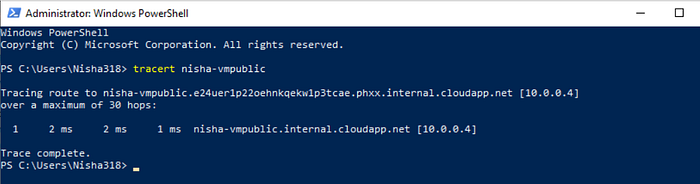 Administrator: Windows PowerShell
Windows PowerShell
Copyright (C) Microsoft Corporation. All rights reserved.
PS C:\Users\Nisha318> tracert nisha-vmpublic
Tracing route to nisha-vmpublic.e24uer1p22oehnkqekw1p3tcae.phxx.internal.cloudapp.net [10.0.0.4]
over a maximum of 30 hops:
1 2 ms 2 ms 1 ms nisha-vmpublic.internal.cloudapp.net [10.0.0.4]
Trace complete.
PS C:\Users\Nisha318>